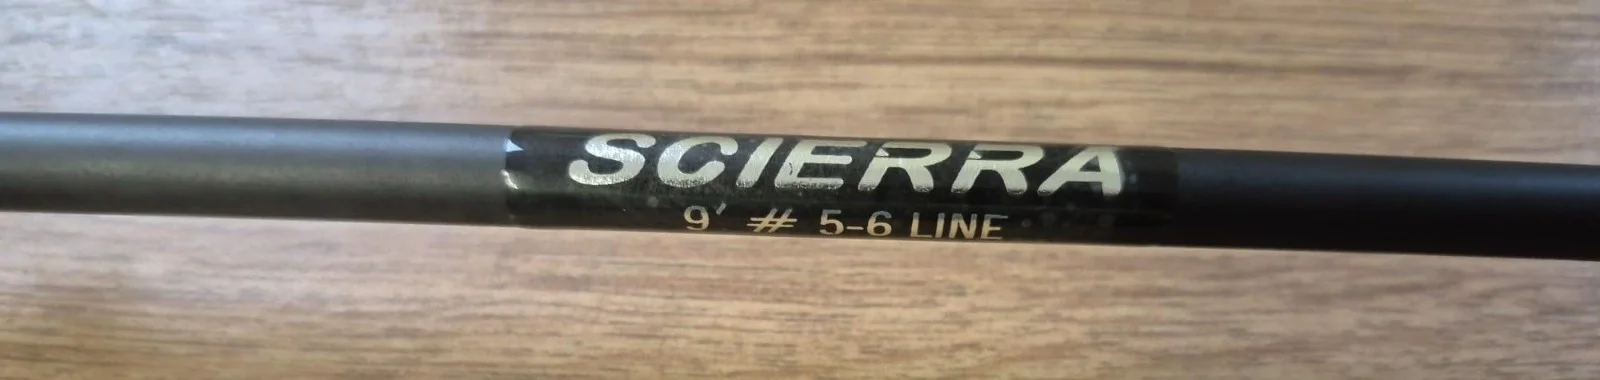 SCIERRA
9' # 5-6 LINE